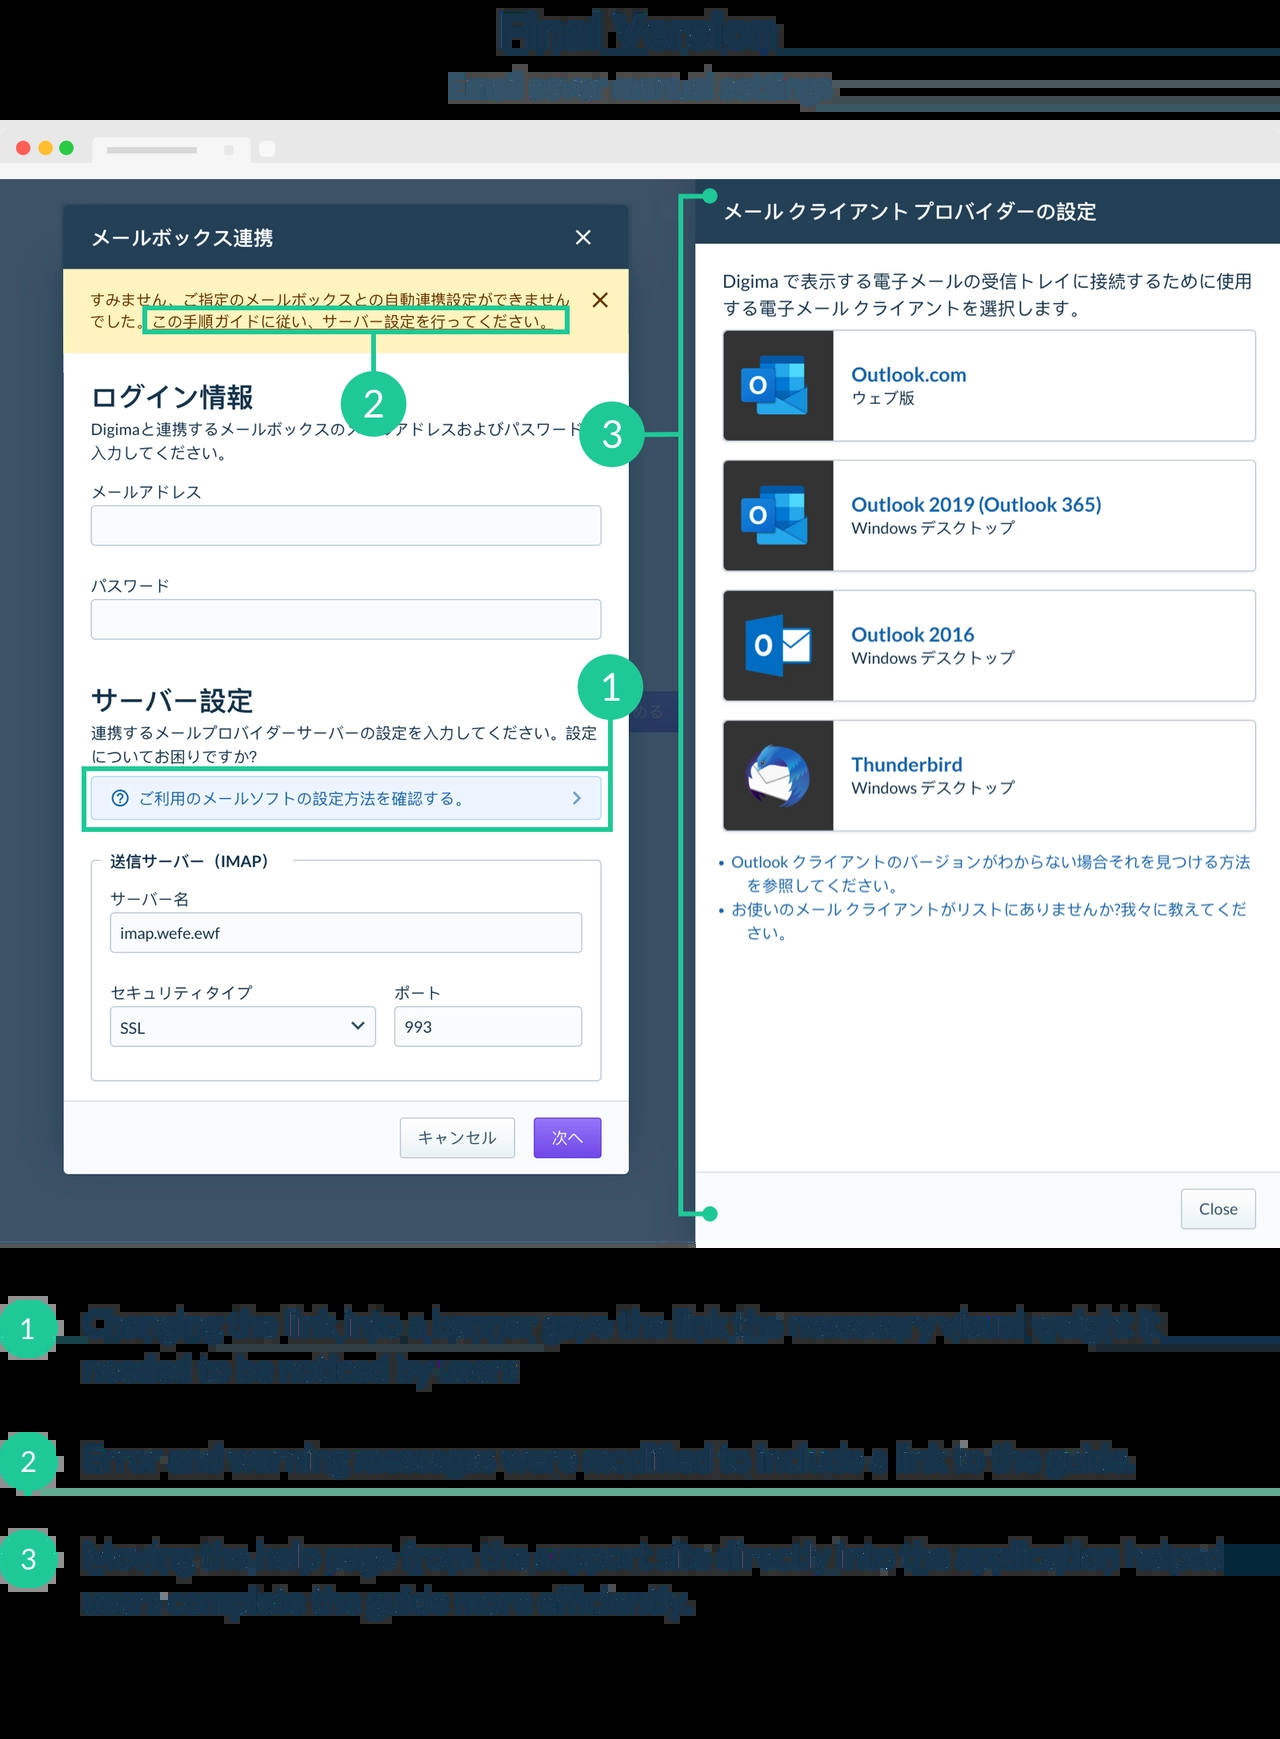 Final Version
メールボックス連携
すみません、ご指定のメールボックスとの自動連携設定ができません
でした。この手順ガイドに従い、サーバー設定を行ってください。
2
ログイン情報
Digimaと連携するメールボックスのメールアドレスおよびパスワード
入力してください。
メールアドレス
パスワード
1
サーバー設定
連携するメールプロバイダーサーバーの設定を入力してください。設定
についてお困りですか?
ご利用のメールソフトの設定方法を確認する。
送信サーバー（IMAP）
サーバー名
imap.wefe.ewf
セキュリティタイプ
ポート
SSL
993
キャンセル
次へ
める
3
メール クライアント プロバイダーの設定
Digima で表示する電子メールの受信トレイに接続するために使用
する電子メール クライアントを選択します。
Outlook.com
ウェブ版
Outlook 2019 (Outlook 365)
Windows デスクトップ
Outlook 2016
Windows デスクトップ
Thunderbird
Windows デスクトップ
• Outlook クライアントのバージョンがわからない場合それを見つける方法
を参照してください。
• お使いのメール クライアントがリストにありませんか?我々に教えてくだ
さい。
Close
1
Changing the link into a banner gave the link the necessary visual weight it
needed to be noticed by users
2
Error and warning messages were modified to include a link to the guide.
3
Moving the help page from the support site directly into the application helped
users complete the guide more efficiently.